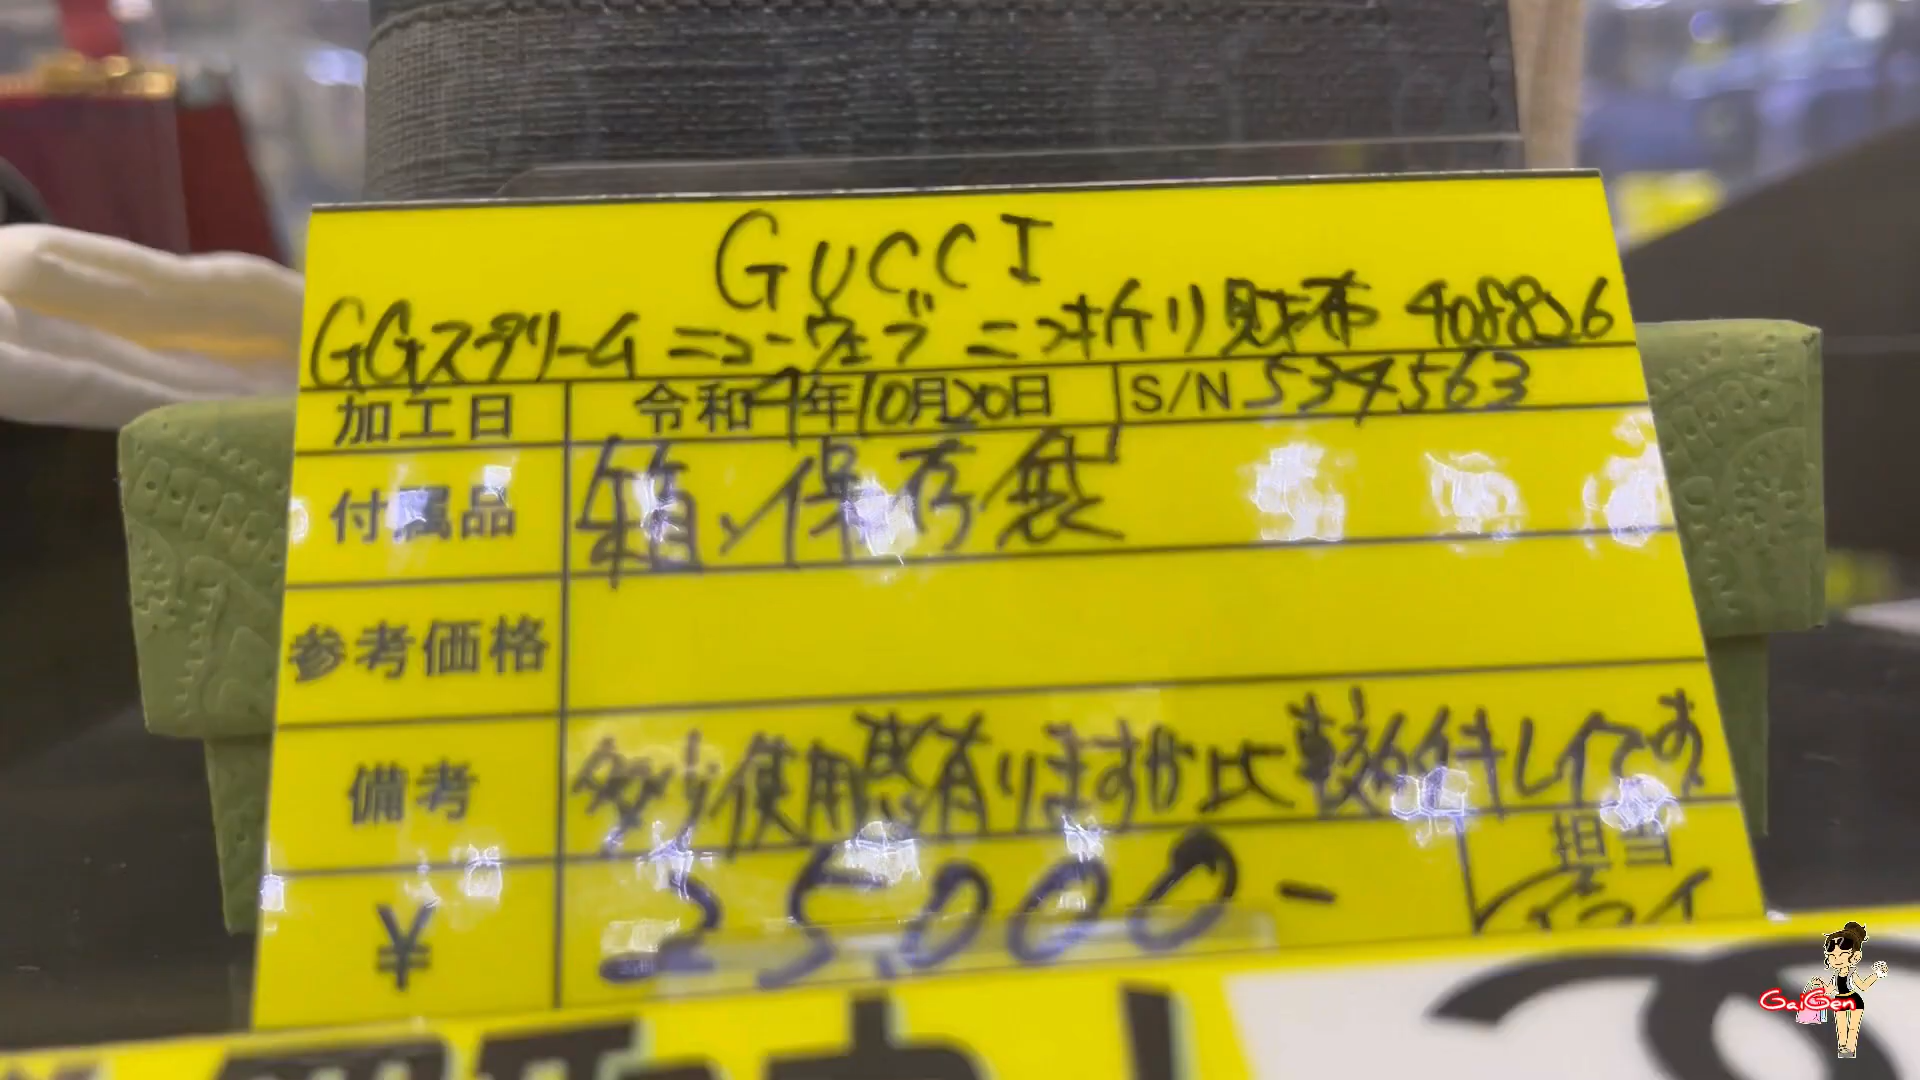 GUCCI
GGスプリーム ニューウェブ 二つ折り財布 408826
加工日 令和4年10月20日 S/N 534563
付属品 箱、保存袋
参考価格
備考 多少使用感有りますが比較的キレイです。
担当
¥ 25,000-
GaiGen